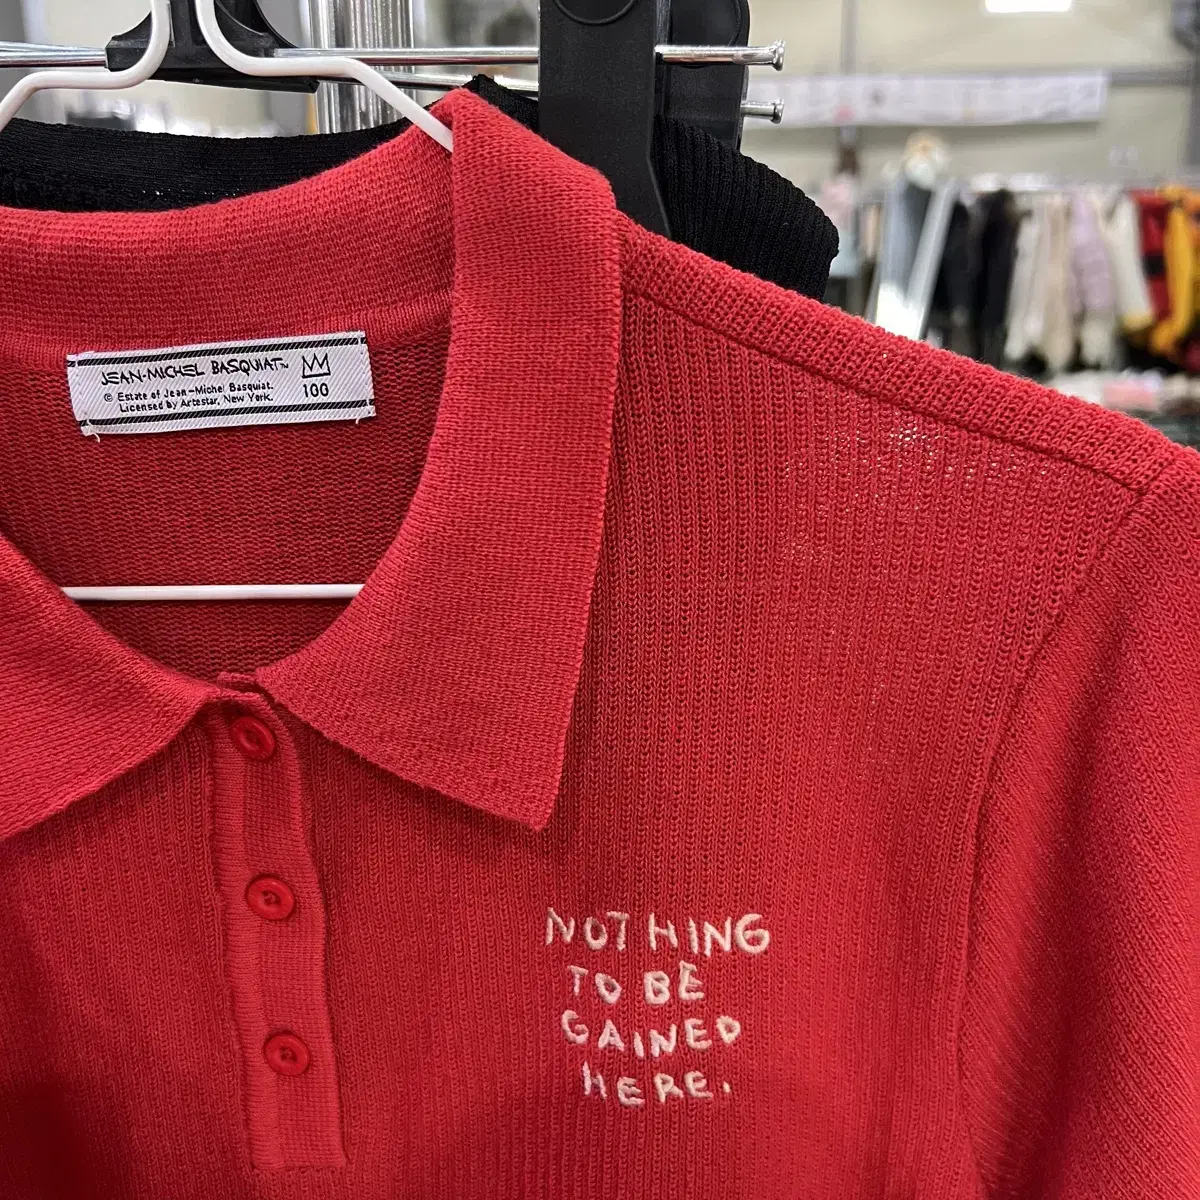 JEAN-MICHEL BASQUIAT™
© Estate of Jean-Michel Basquiat.
Licensed by Artestar, New York.
100
NOTHING
TO BE
GAINED
HERE.